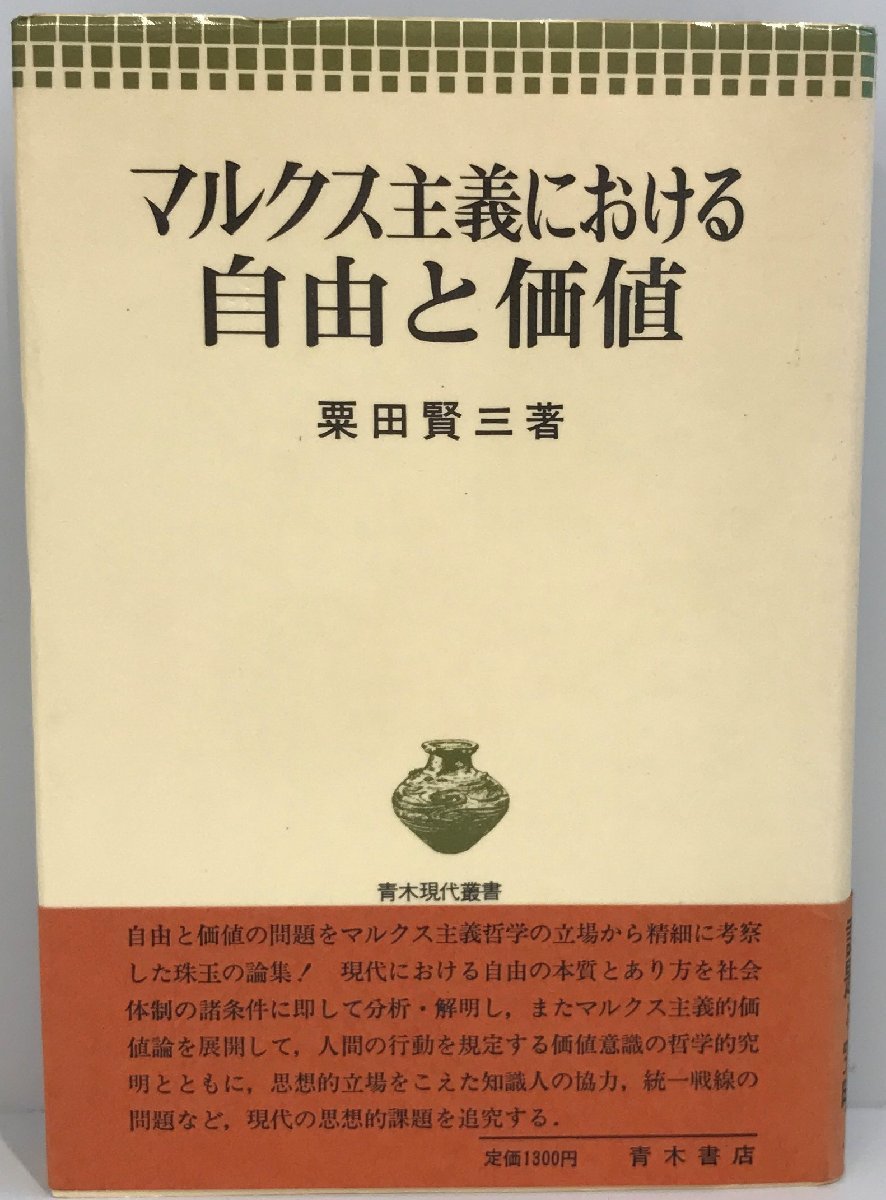 マルクス主義における
自由と価値
粟田賢三著
青木現代叢書
自由と価値の問題をマルクス主義哲学の立場から精細に考察
した珠玉の論集！　現代における自由の本質とあり方を社会
体制の諸条件に即して分析・解明し，またマルクス主義的価
値論を展開して，人間の行動を規定する価値意識の哲学的究
明とともに，思想的立場をこえた知識人の協力，統一戦線の
問題など，現代の思想的課題を追究する．
定価1300円　青木書店